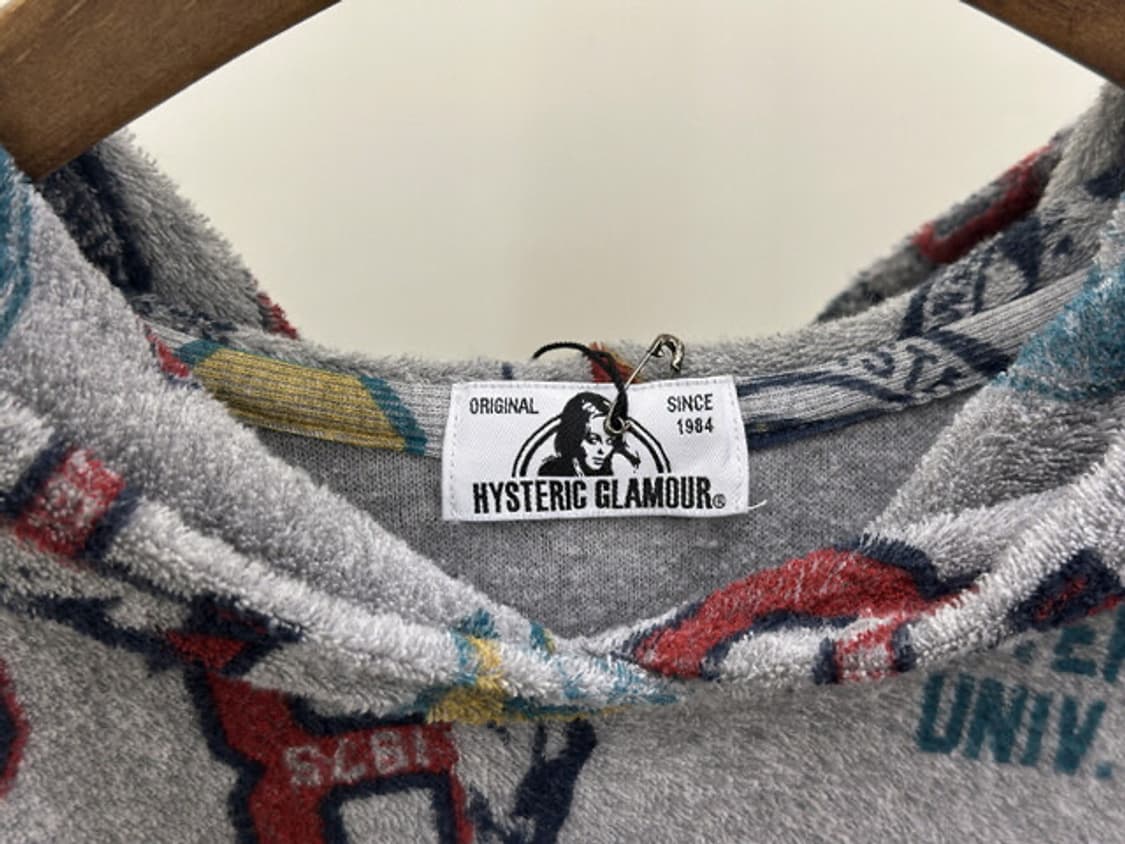 ORIGINAL
SINCE
1984
HYSTERIC GLAMOUR®
UNIV.